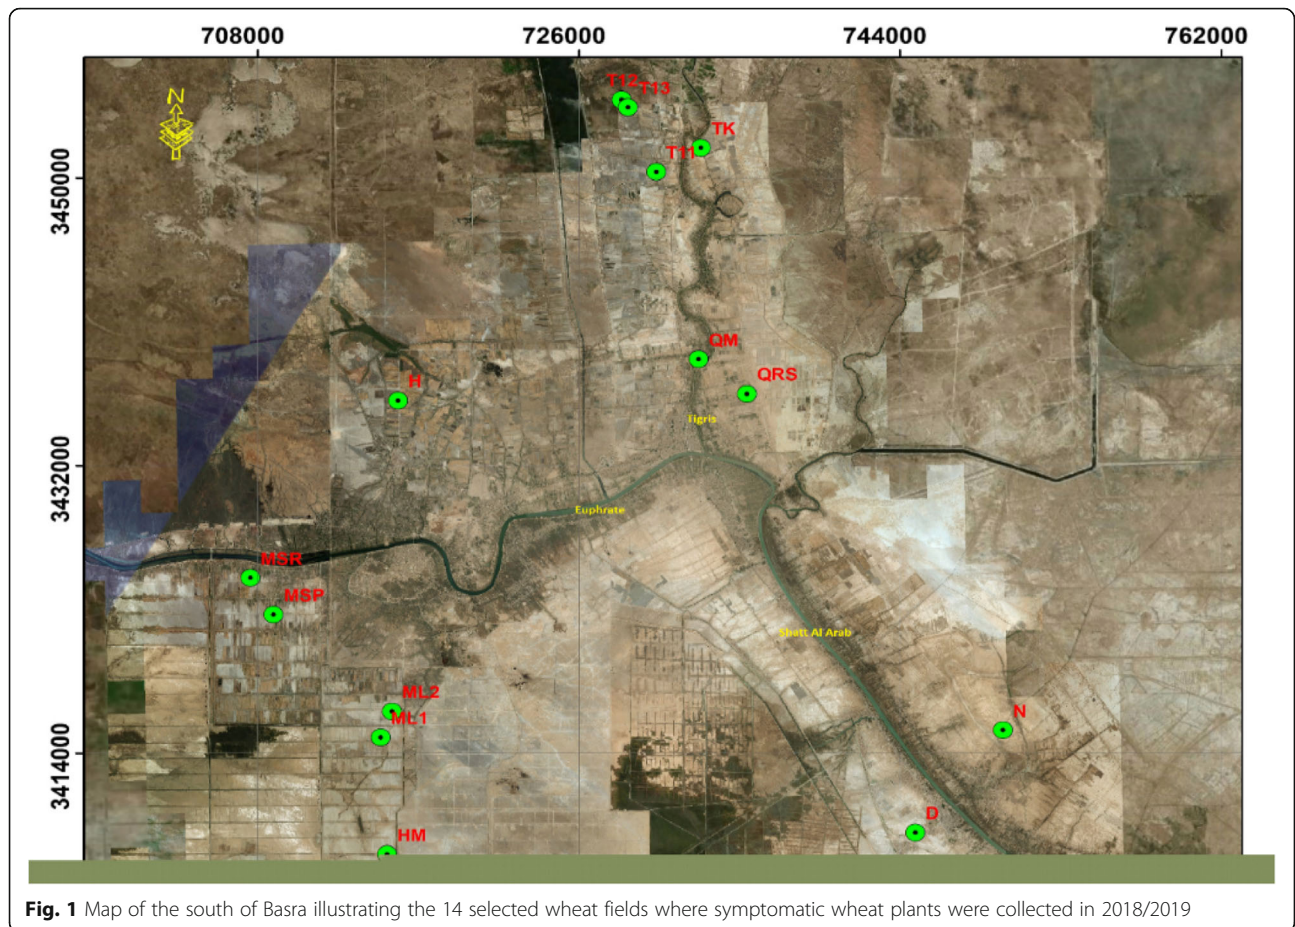 708000 726000 744000 762000
N
T12 T13
TK
T11
3450000
QM
QRS
H
Tigris
3432000
Euphrate
MSR
MSP
Shatt Al Arab
ML2
N
ML1
3414000
D
HM
Fig. 1 Map of the south of Basra illustrating the 14 selected wheat fields where symptomatic wheat plants were collected in 2018/2019